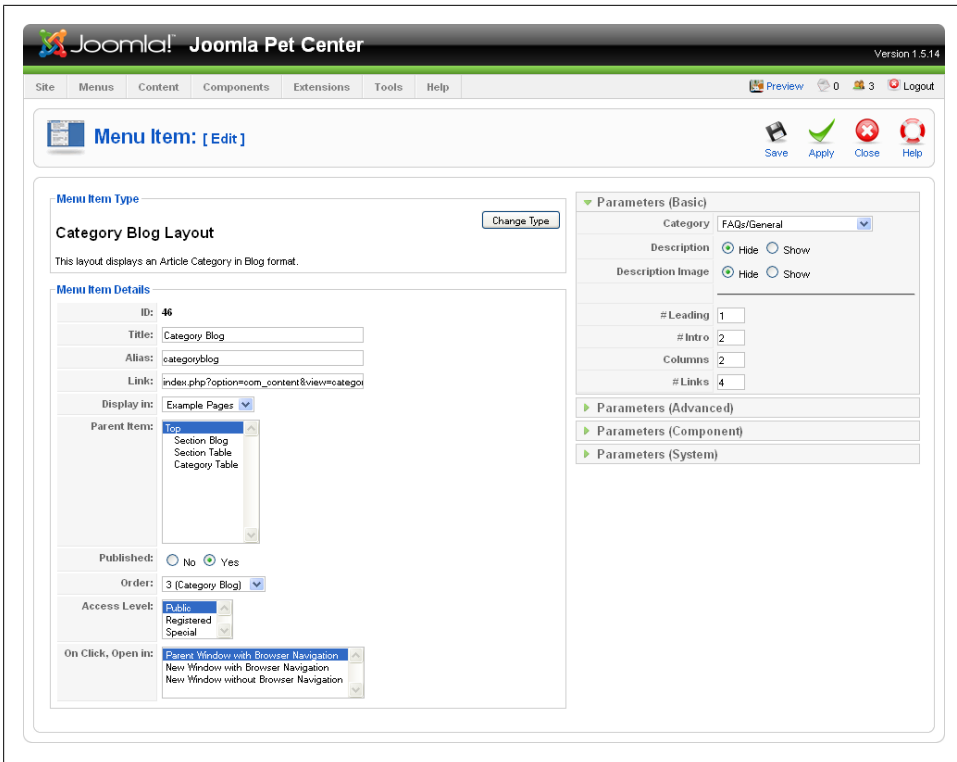 Joomla!™ Joomla Pet Center
Version 1.5.14
Site Menus Content Components Extensions Tools Help Preview 0 3 Logout
Menu Item: [ Edit ]
Save Apply Close Help
Menu Item Type
Change Type
Category Blog Layout
This layout displays an Article Category in Blog format.
Menu Item Details
ID: 46
Title: Category Blog
Alias: categoryblog
Link: index.php?option=com_content&view=categor
Display in: Example Pages
Parent Item: Top
Section Blog
Section Table
Category Table
Published: No Yes
Order: 3 (Category Blog)
Access Level: Public
Registered
Special
On Click, Open in: Parent Window with Browser Navigation
New Window with Browser Navigation
New Window without Browser Navigation
Parameters (Basic)
Category FAQs/General
Description Hide Show
Description Image Hide Show
# Leading 1
# Intro 2
Columns 2
# Links 4
Parameters (Advanced)
Parameters (Component)
Parameters (System)